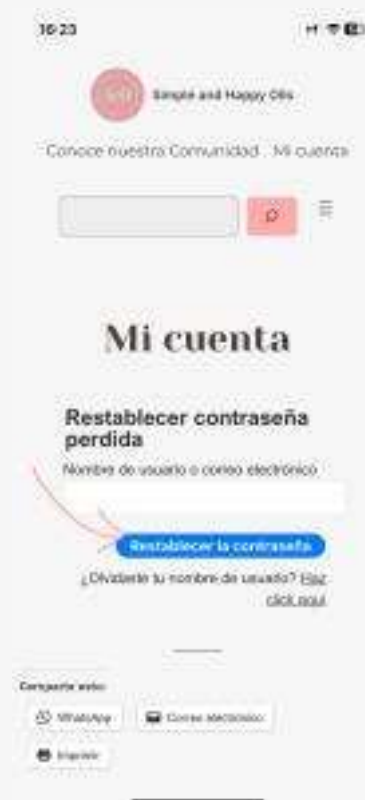 16:23
Simple and Happy Oils
Conoce nuestra Comunidad Mi cuenta
Mi cuenta
Restablecer contraseña
perdida
Nombre de usuario o correo electrónico
Restablecer la contraseña
¿Olvidaste tu nombre de usuario? Haz
click aquí
Comparte esto:
WhatsApp
Correo electrónico
Imprimir